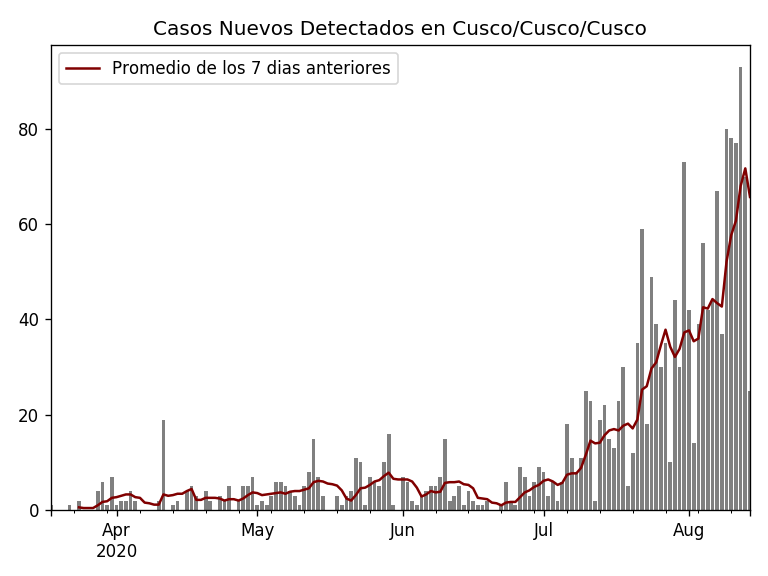 Casos Nuevos Detectados en Cusco/Cusco/Cusco
Promedio de los 7 dias anteriores
80
60
40
20
0
Apr
2020
May
Jun
Jul
Aug